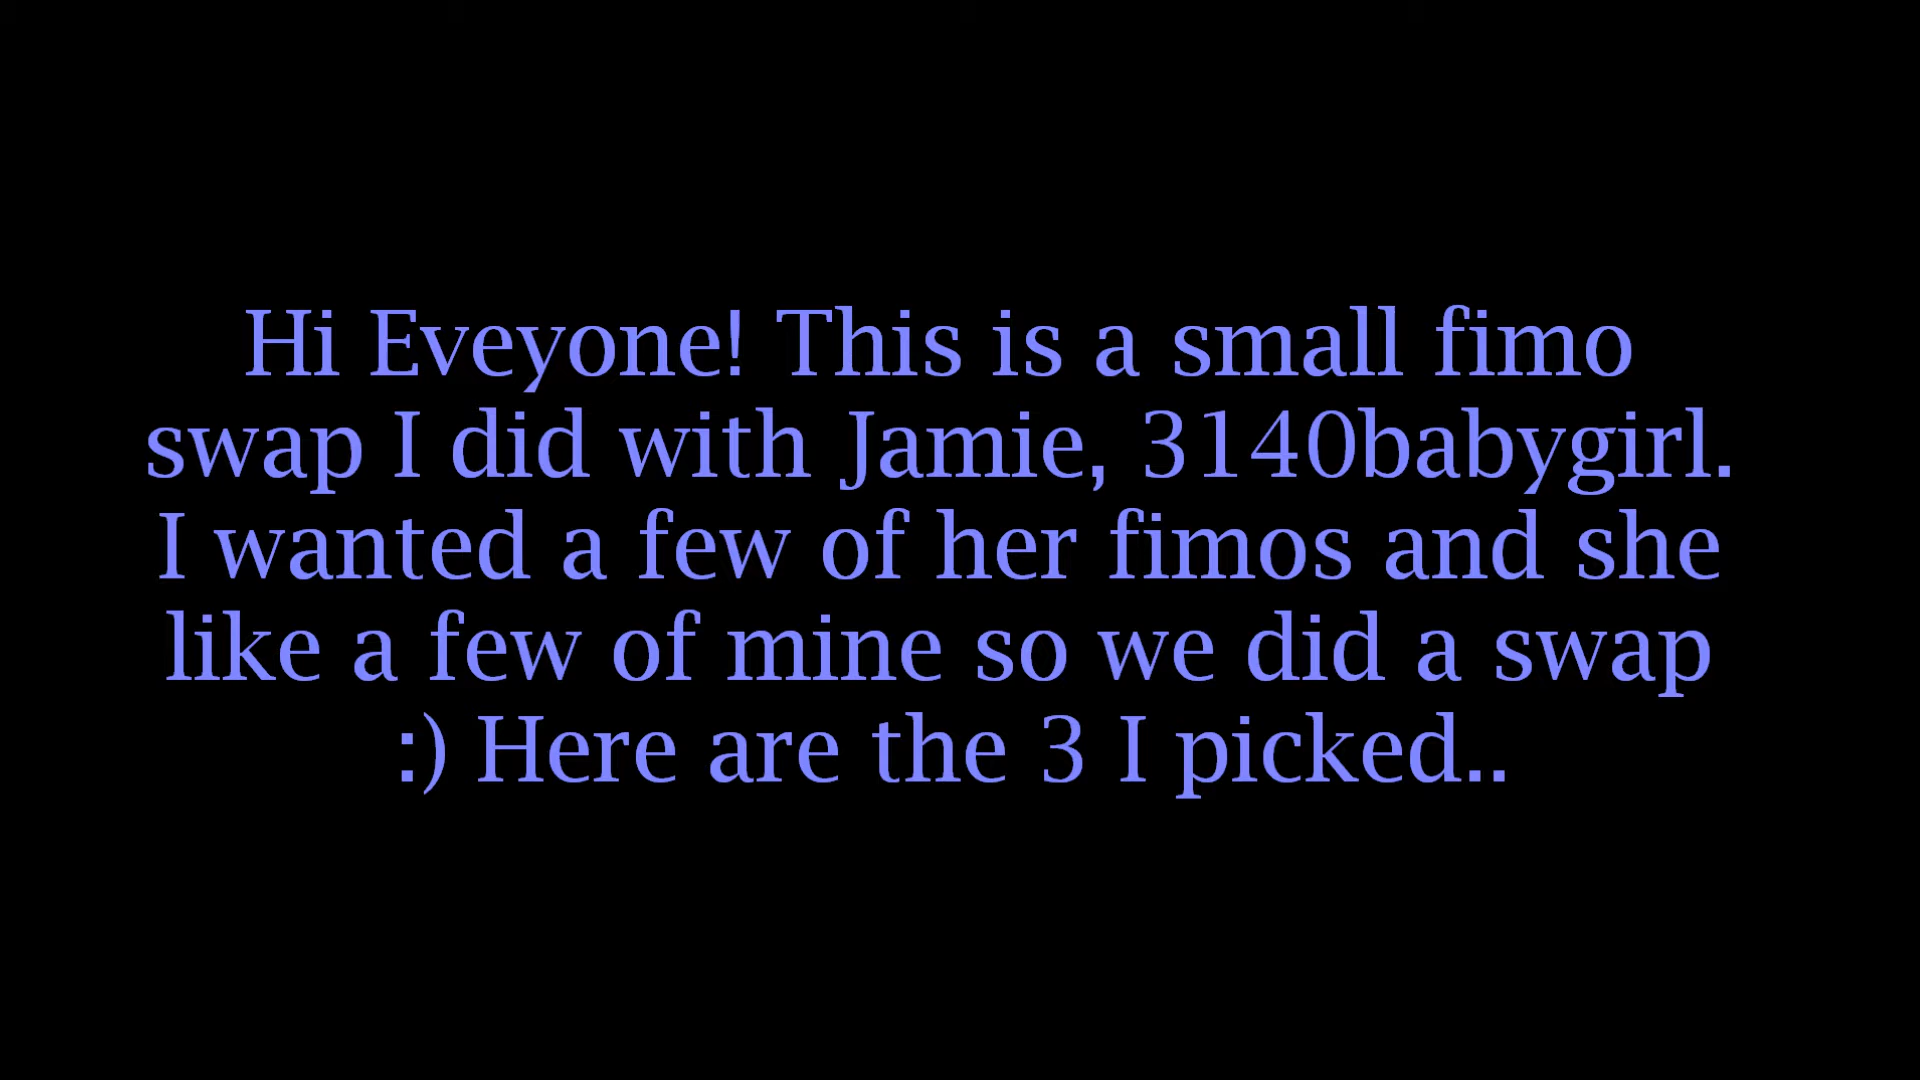 Hi Eveyone! This is a small fimo
swap I did with Jamie, 3140babygirl.
I wanted a few of her fimos and she
like a few of mine so we did a swap
:) Here are the 3 I picked..